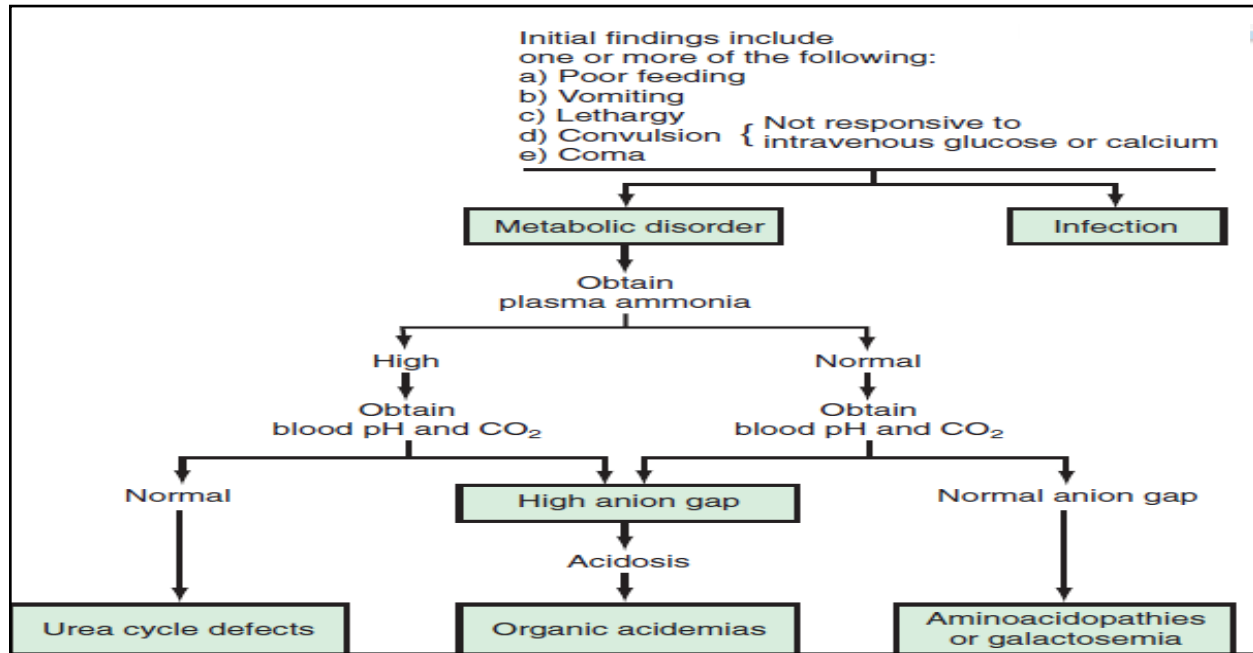 Initial findings include
one or more of the following:
a) Poor feeding
b) Vomiting
c) Lethargy
d) Convulsion { Not responsive to
e) Coma intravenous glucose or calcium
Metabolic disorder
Infection
Obtain
plasma ammonia
High
Normal
Obtain
blood pH and CO₂
Obtain
blood pH and CO₂
Normal
High anion gap
Normal anion gap
Acidosis
Urea cycle defects
Organic acidemias
Aminoacidopathies
or galactosemia